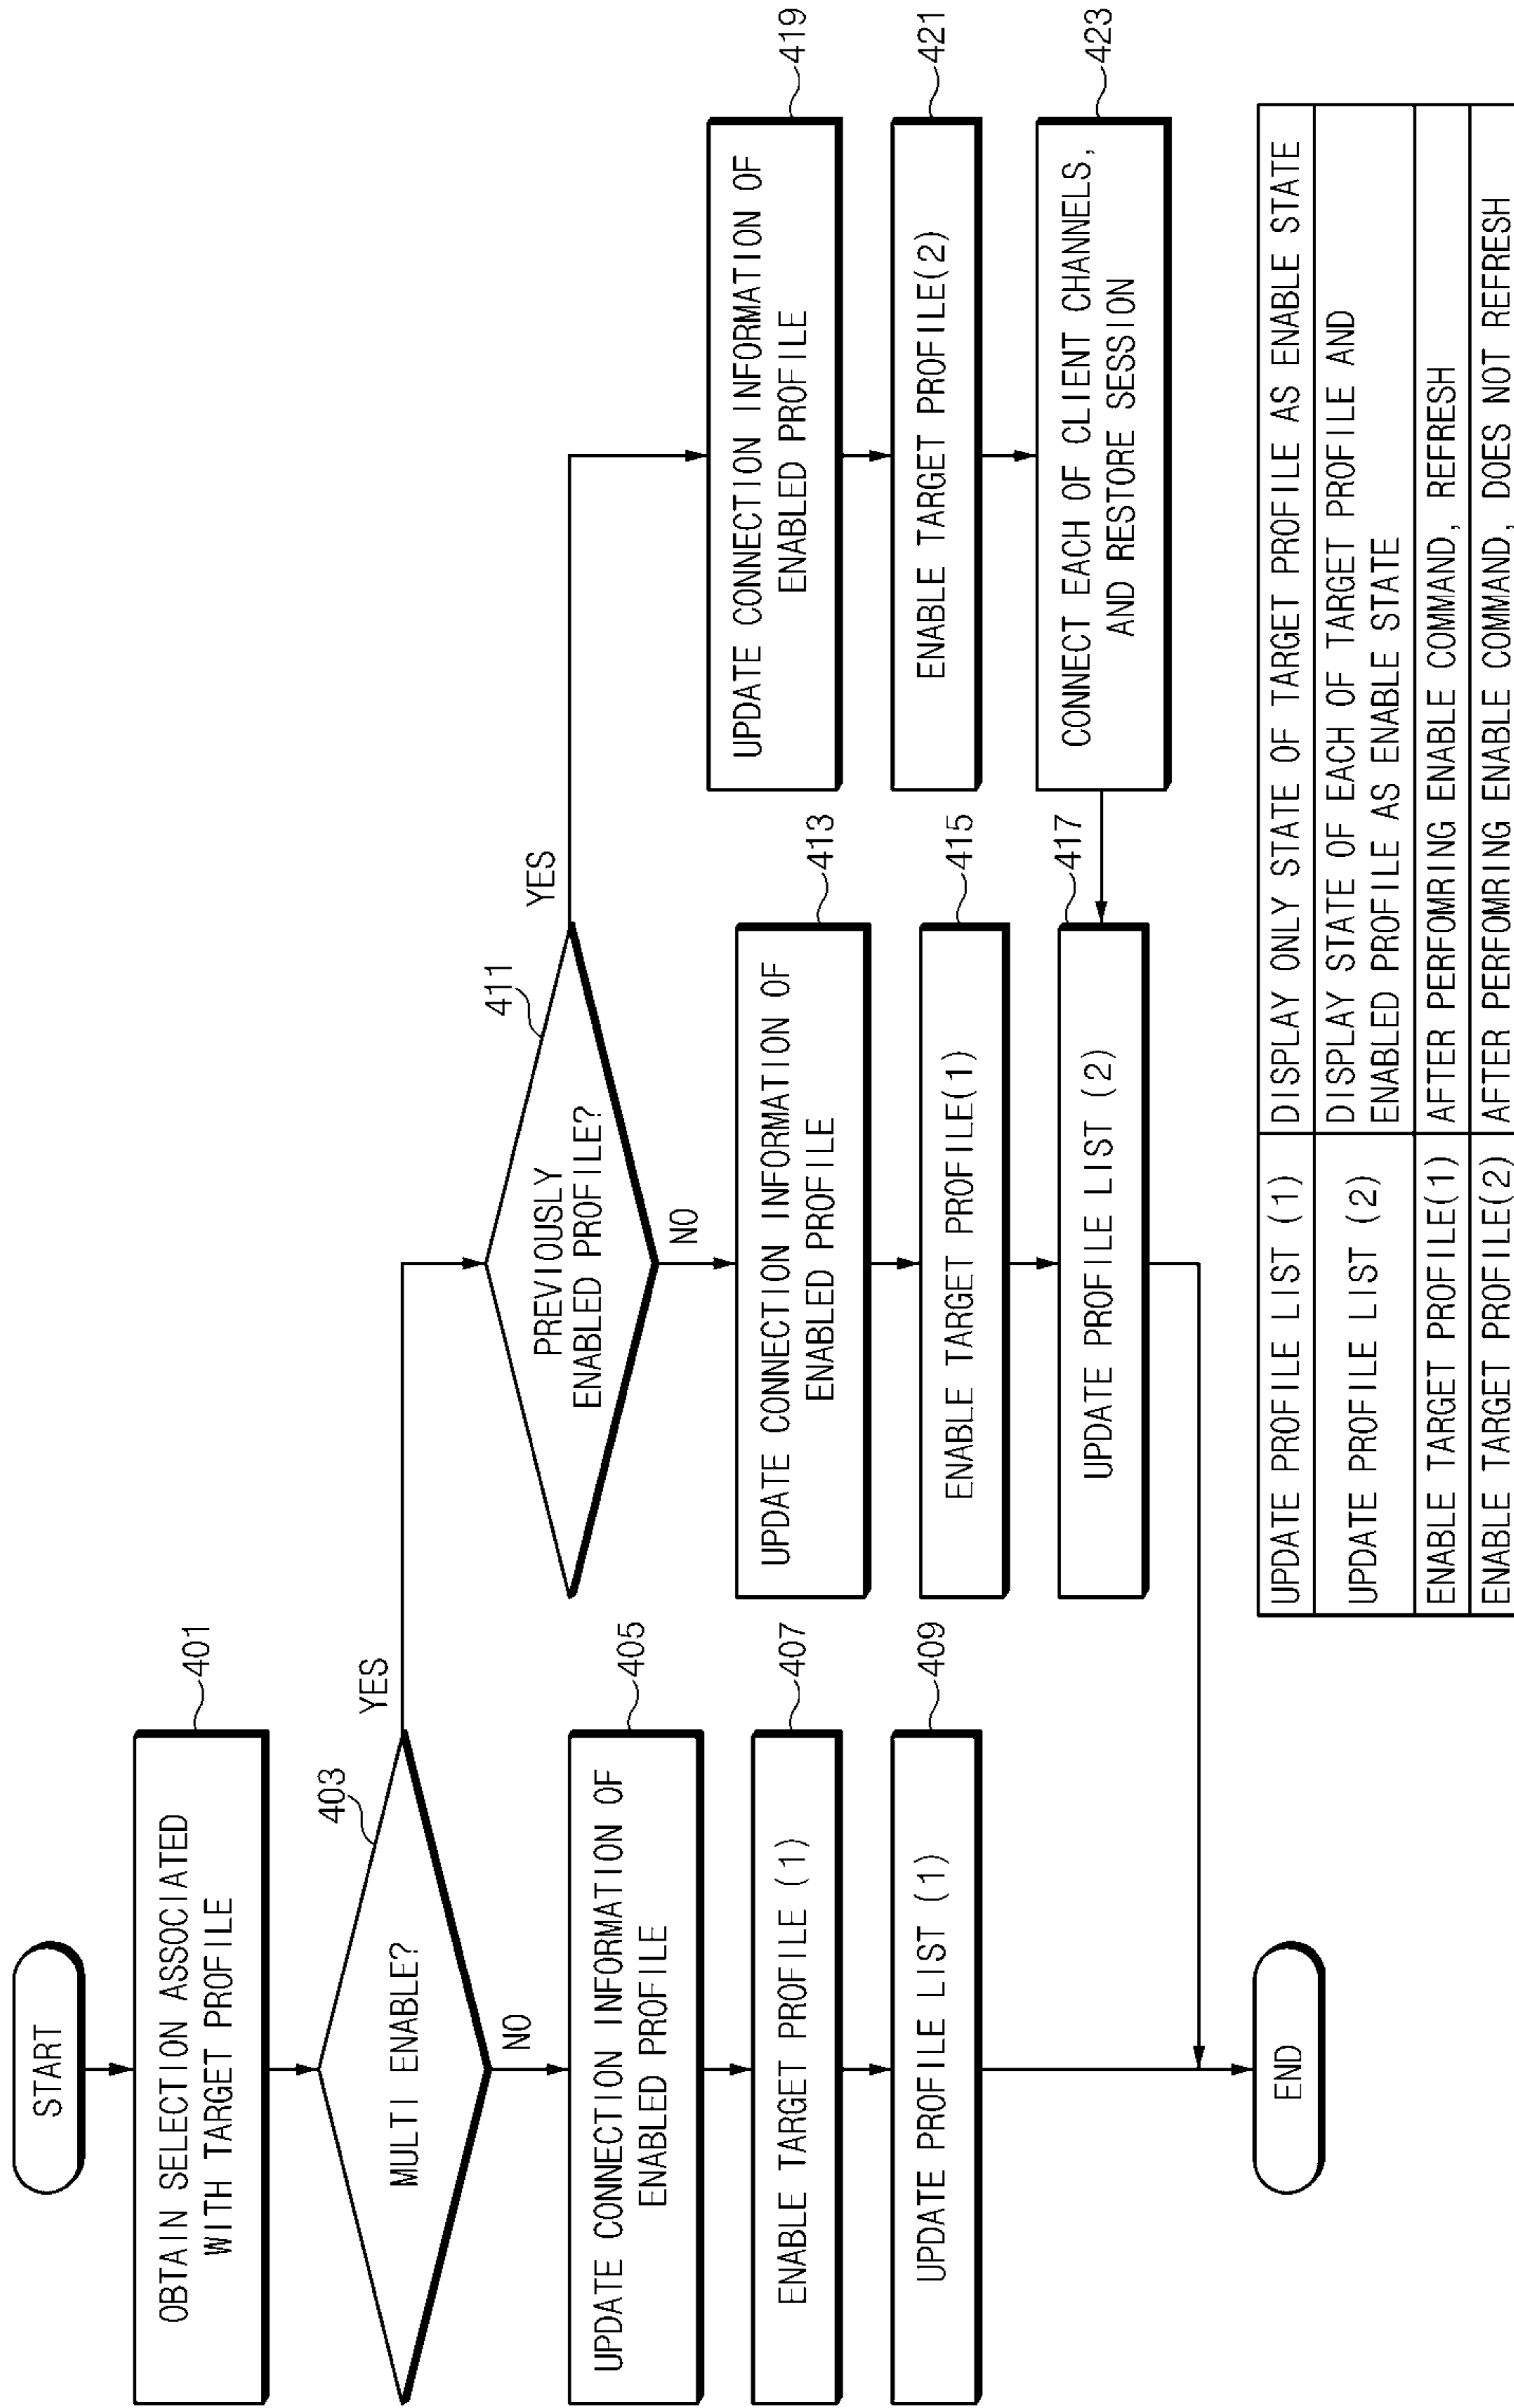 START
OBTAIN SELECTION ASSOCIATED
WITH TARGET PROFILE
401
MULTI ENABLE?
403
YES
NO
UPDATE CONNECTION INFORMATION OF
ENABLED PROFILE
405
ENABLE TARGET PROFILE (1)
407
UPDATE PROFILE LIST (1)
409
PREVIOUSLY
ENABLED PROFILE?
411
YES
NO
UPDATE CONNECTION INFORMATION OF
ENABLED PROFILE
413
ENABLE TARGET PROFILE(1)
415
UPDATE PROFILE LIST (2)
417
UPDATE CONNECTION INFORMATION OF
ENABLED PROFILE
419
ENABLE TARGET PROFILE(2)
421
CONNECT EACH OF CLIENT CHANNELS,
AND RESTORE SESSION
423
END
UPDATE PROFILE LIST (1)
DISPLAY ONLY STATE OF TARGET PROFILE AS ENABLE STATE
UPDATE PROFILE LIST (2)
DISPLAY STATE OF EACH OF TARGET PROFILE AND
ENABLED PROFILE AS ENABLE STATE
ENABLE TARGET PROFILE(1)
AFTER PERFOMRING ENABLE COMMAND, REFRESH
ENABLE TARGET PROFILE(2)
AFTER PERFOMRING ENABLE COMMAND, DOES NOT REFRESH